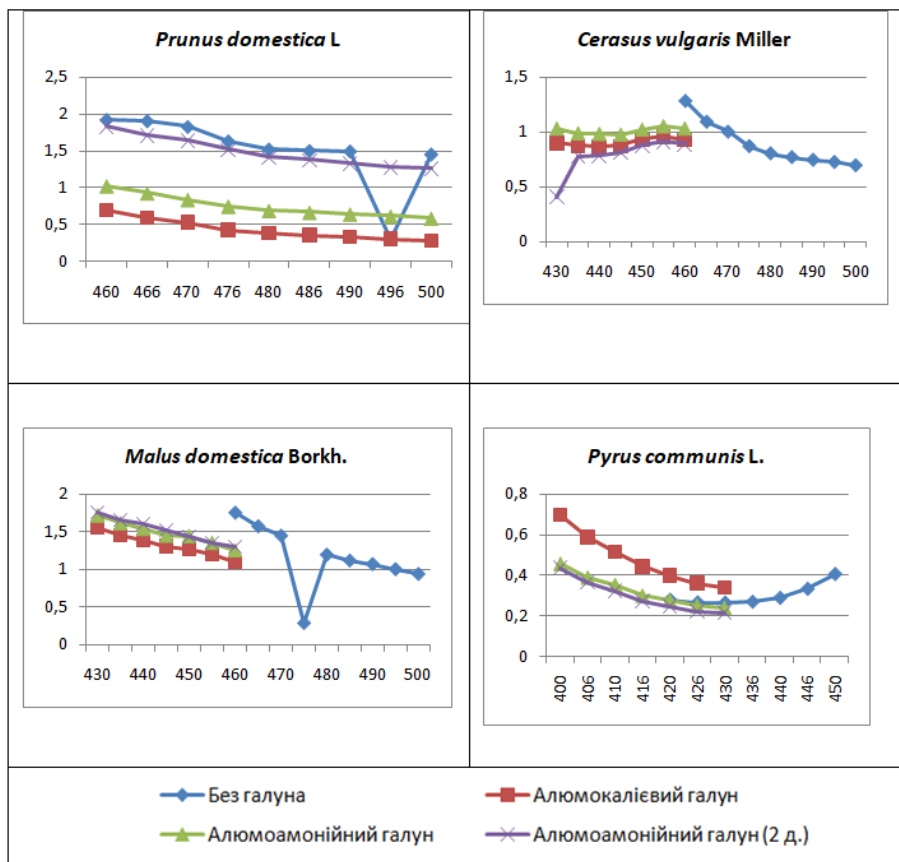 Prunus domestica L
2,5
2
1,5
1
0,5
0
460 466 470 476 480 486 490 496 500
Cerasus vulgaris Miller
1,5
1
0,5
0
430 440 450 460 470 480 490 500
Malus domestica Borkh.
2
1,5
1
0,5
0
430 440 450 460 470 480 490 500
Pyrus communis L.
0,8
0,6
0,4
0,2
0
400 406 410 416 420 426 430 436 440 446 450
Без галуна
Алюмокалієвий галун
Алюмоамонійний галун
Алюмоамонійний галун (2 д.)